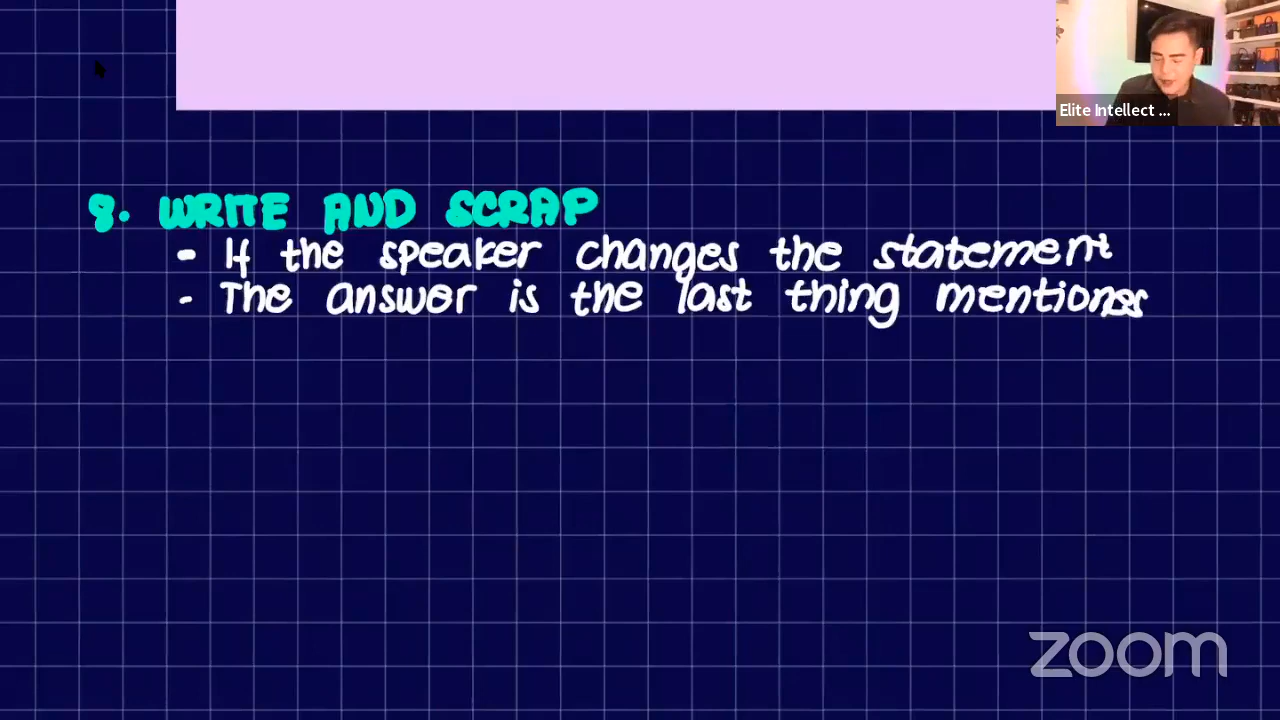 Elite Intellect ...
8. WRITE AND SCRAP
- If the speaker changes the statement
- The answer is the last thing mentiones
zoom